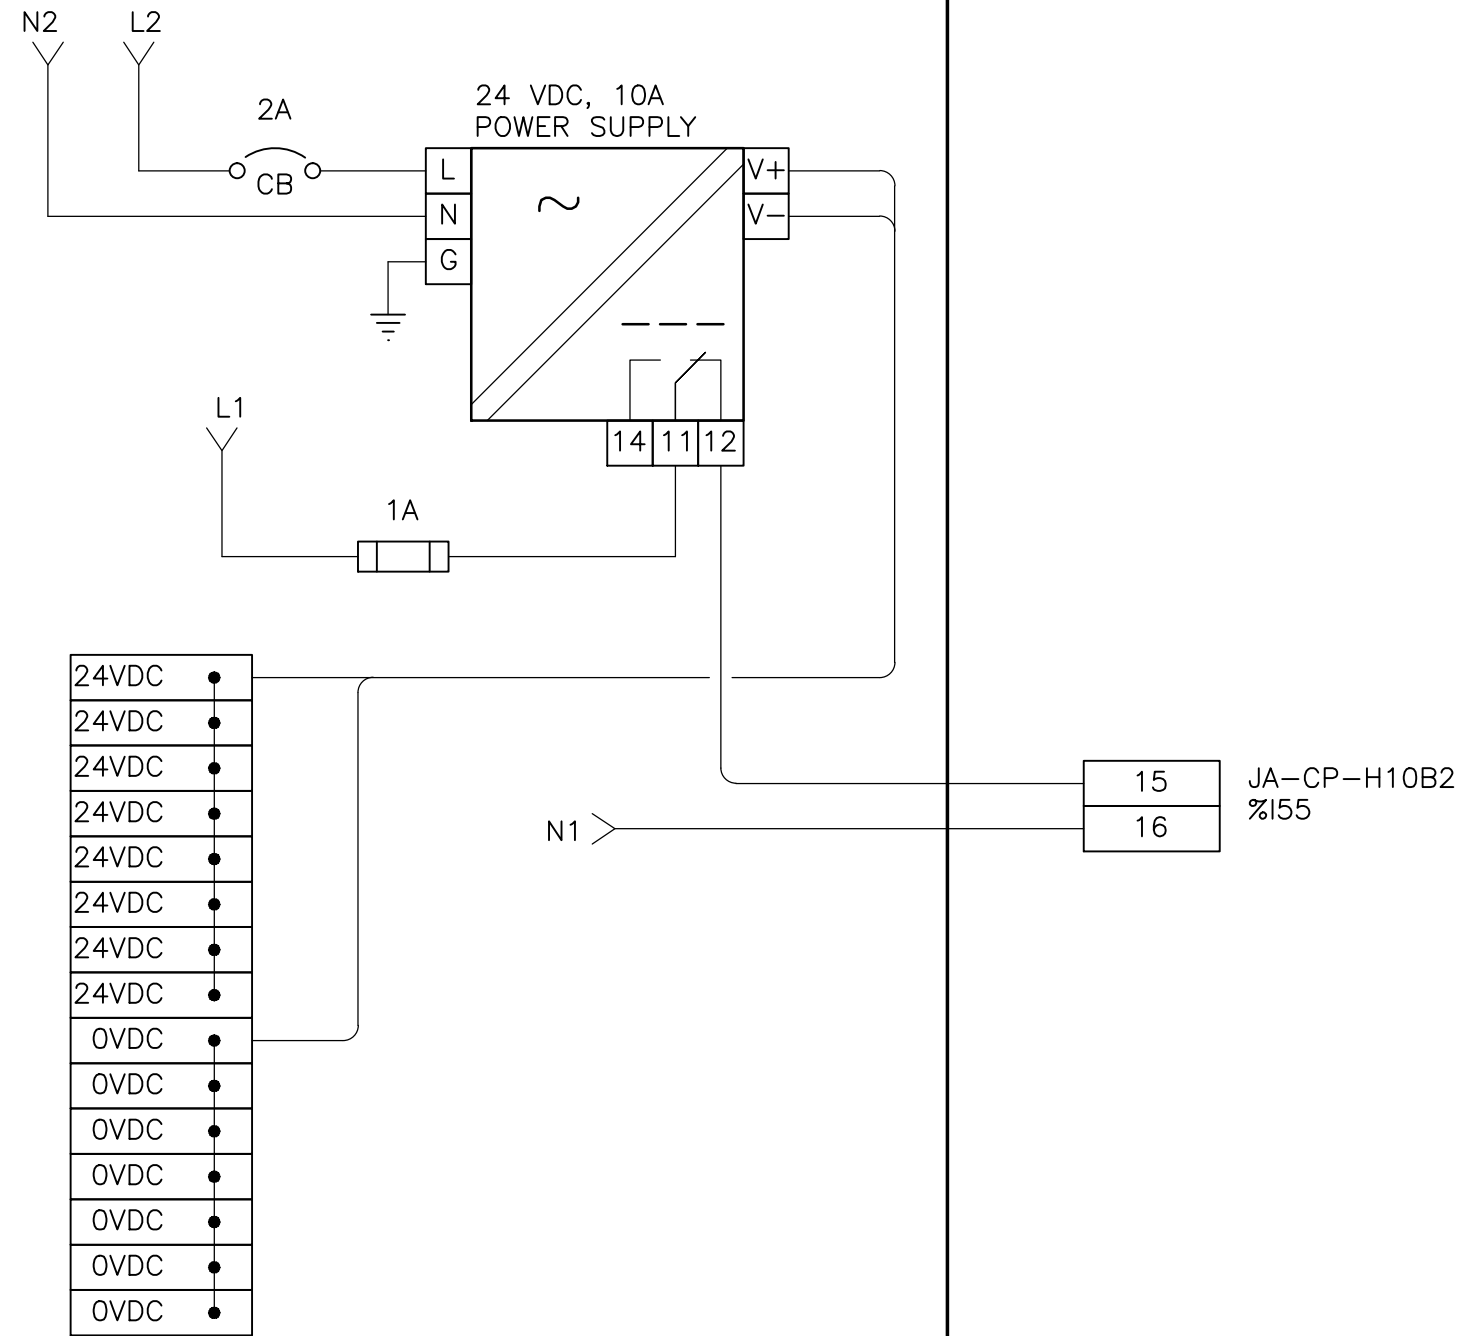 N2
L2
2A
CB
24 VDC, 10A
POWER SUPPLY
L
N
G
~
V+
V-
14
11
12
L1
1A
24VDC
24VDC
24VDC
24VDC
24VDC
24VDC
24VDC
24VDC
0VDC
0VDC
0VDC
0VDC
0VDC
0VDC
0VDC
N1
15
16
JA-CP-H10B2
%I55